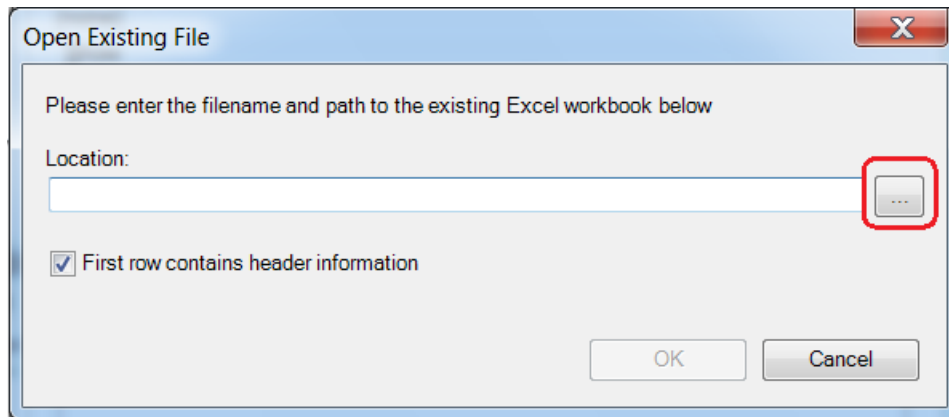 Open Existing File
Please enter the filename and path to the existing Excel workbook below
Location:
...
First row contains header information
OK
Cancel